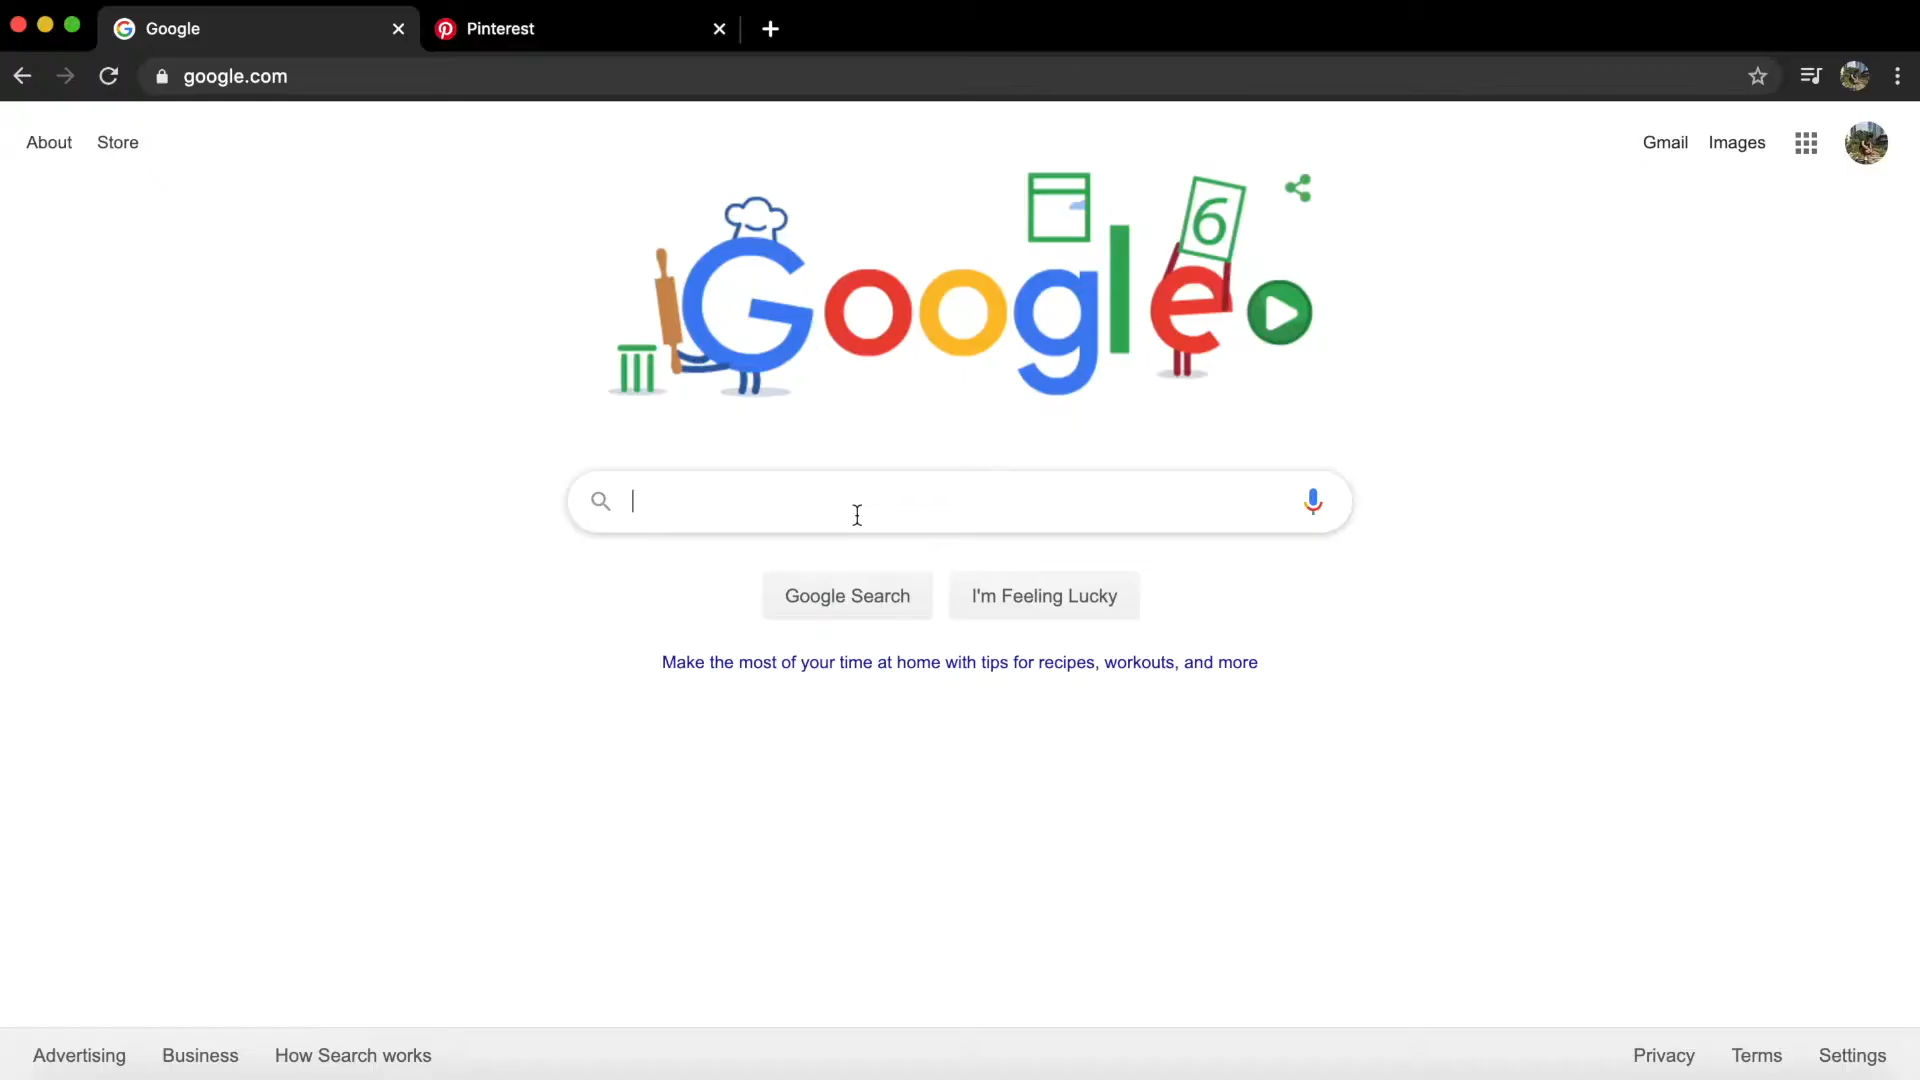 Google
Pinterest
google.com
About
Store
Gmail
Images
Google
6
Google Search
I'm Feeling Lucky
Make the most of your time at home with tips for recipes, workouts, and more
Advertising
Business
How Search works
Privacy
Terms
Settings